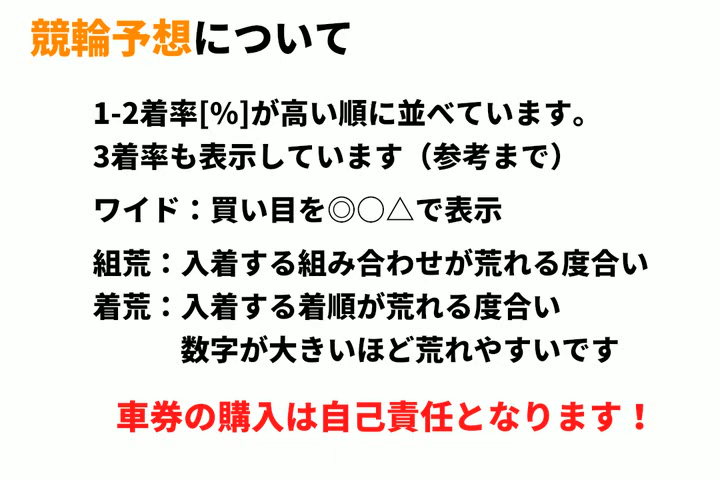 競輪予想について
1-2着率[%]が高い順に並べています。
3着率も表示しています（参考まで）
ワイド：買い目を◎○△で表示
組荒：入着する組み合わせが荒れる度合い
着荒：入着する着順が荒れる度合い
数字が大きいほど荒れやすいです
車券の購入は自己責任となります！